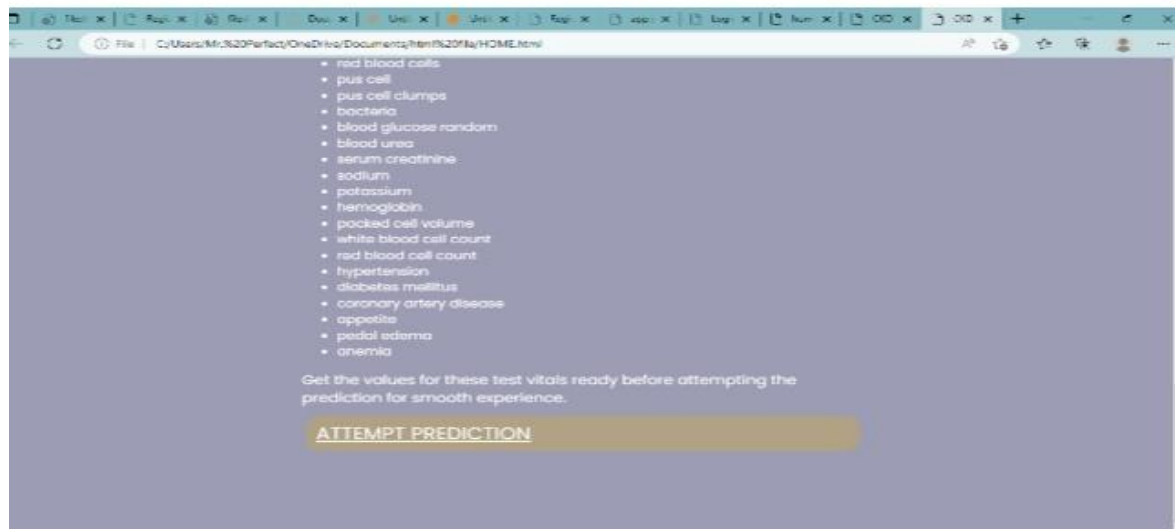 File
C:/Users/Mr.%20Perfect/OneDrive/Documents/html%20file/HOME.html
red blood cells
pus cell
pus cell clumps
bacteria
blood glucose random
blood urea
serum creatinine
sodium
potassium
hemoglobin
packed cell volume
white blood cell count
red blood cell count
hypertension
diabetes mellitus
coronary artery disease
appetite
pedal edema
anemia
Get the values for these test vitals ready before attempting the
prediction for smooth experience.
ATTEMPT PREDICTION